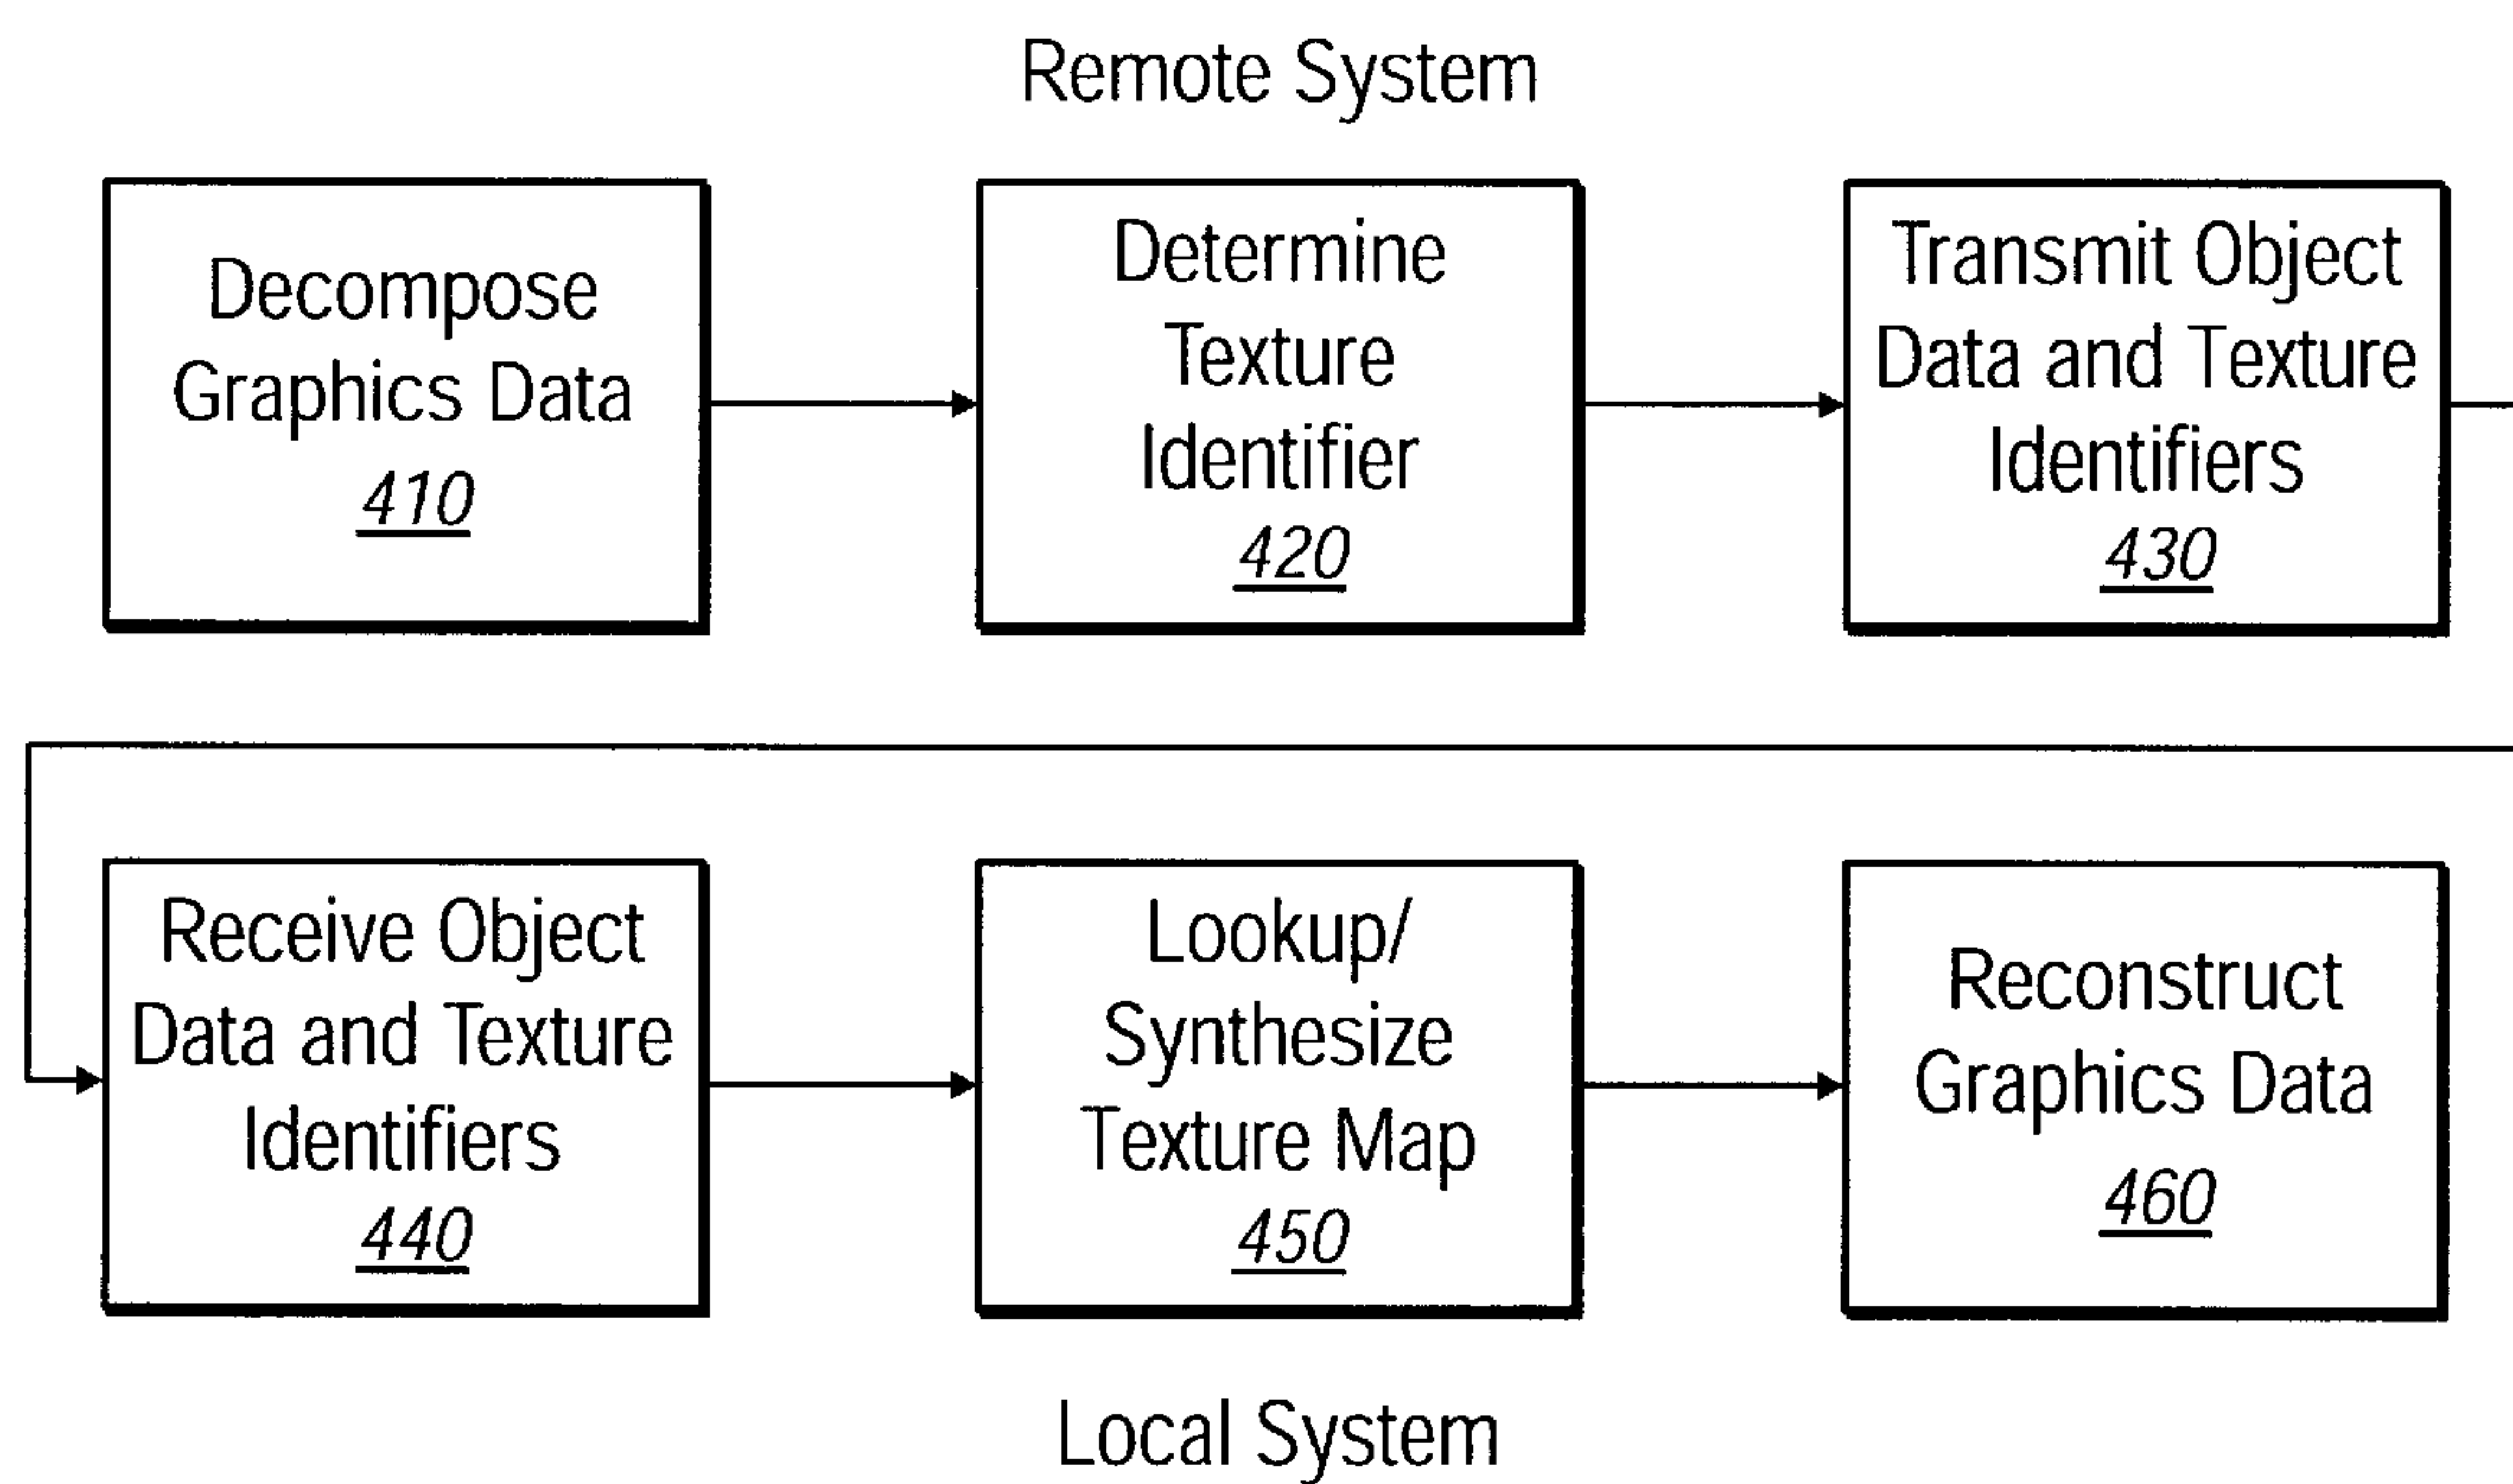 Remote System
Decompose
Graphics Data
410
Determine
Texture
Identifier
420
Transmit Object
Data and Texture
Identifiers
430
Receive Object
Data and Texture
Identifiers
440
Lookup/
Synthesize
Texture Map
450
Reconstruct
Graphics Data
460
Local System